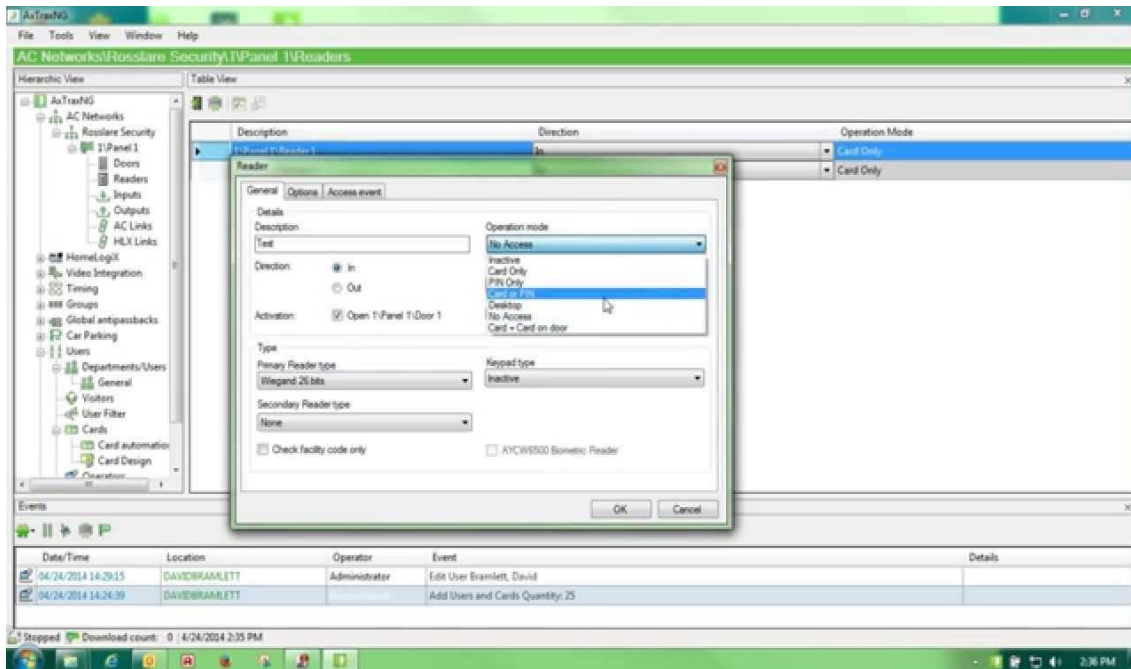 AxTraxNG
File Tools View Window Help
AC Networks\Rosslare Security\1\Panel 1\Readers
Hierarchic View
Table View
AxTraxNG
AC Networks
Rosslare Security
1\Panel 1
Doors
Readers
Inputs
Outputs
AC Links
HLX Links
HomeLogiX
Video Integration
Timing
Groups
Global antipassbacks
Car Parking
Users
Departments/Users
General
Visitors
User Filter
Cards
Card automation
Card Design
Operators
Description Direction Operation Mode
1\Panel 1\Reader 1 In Card Only
Card Only
Reader
General Options Access event
Details
Description
Test
Direction: In
Out
Activation: Open 1\Panel 1\Door 1
Operation mode
No Access
Inactive
Card Only
PIN Only
Card or PIN
Desktop
No Access
Card + Card on door
Type
Primary Reader type
Wiegand 26 bits
Keypad type
Inactive
Secondary Reader type
None
Check facility code only
AYCW6500 Biometric Reader
OK Cancel
Events
Date/Time Location Operator Event Details
04/24/2014 14:29:15 DAVIDBRAMLETT Administrator Edit User Bramlett, David
04/24/2014 14:24:39 DAVIDBRAMLETT Administrator Add Users and Cards Quantity: 25
Stopped Download count: 0 4/24/2014 2:35 PM
2:36 PM